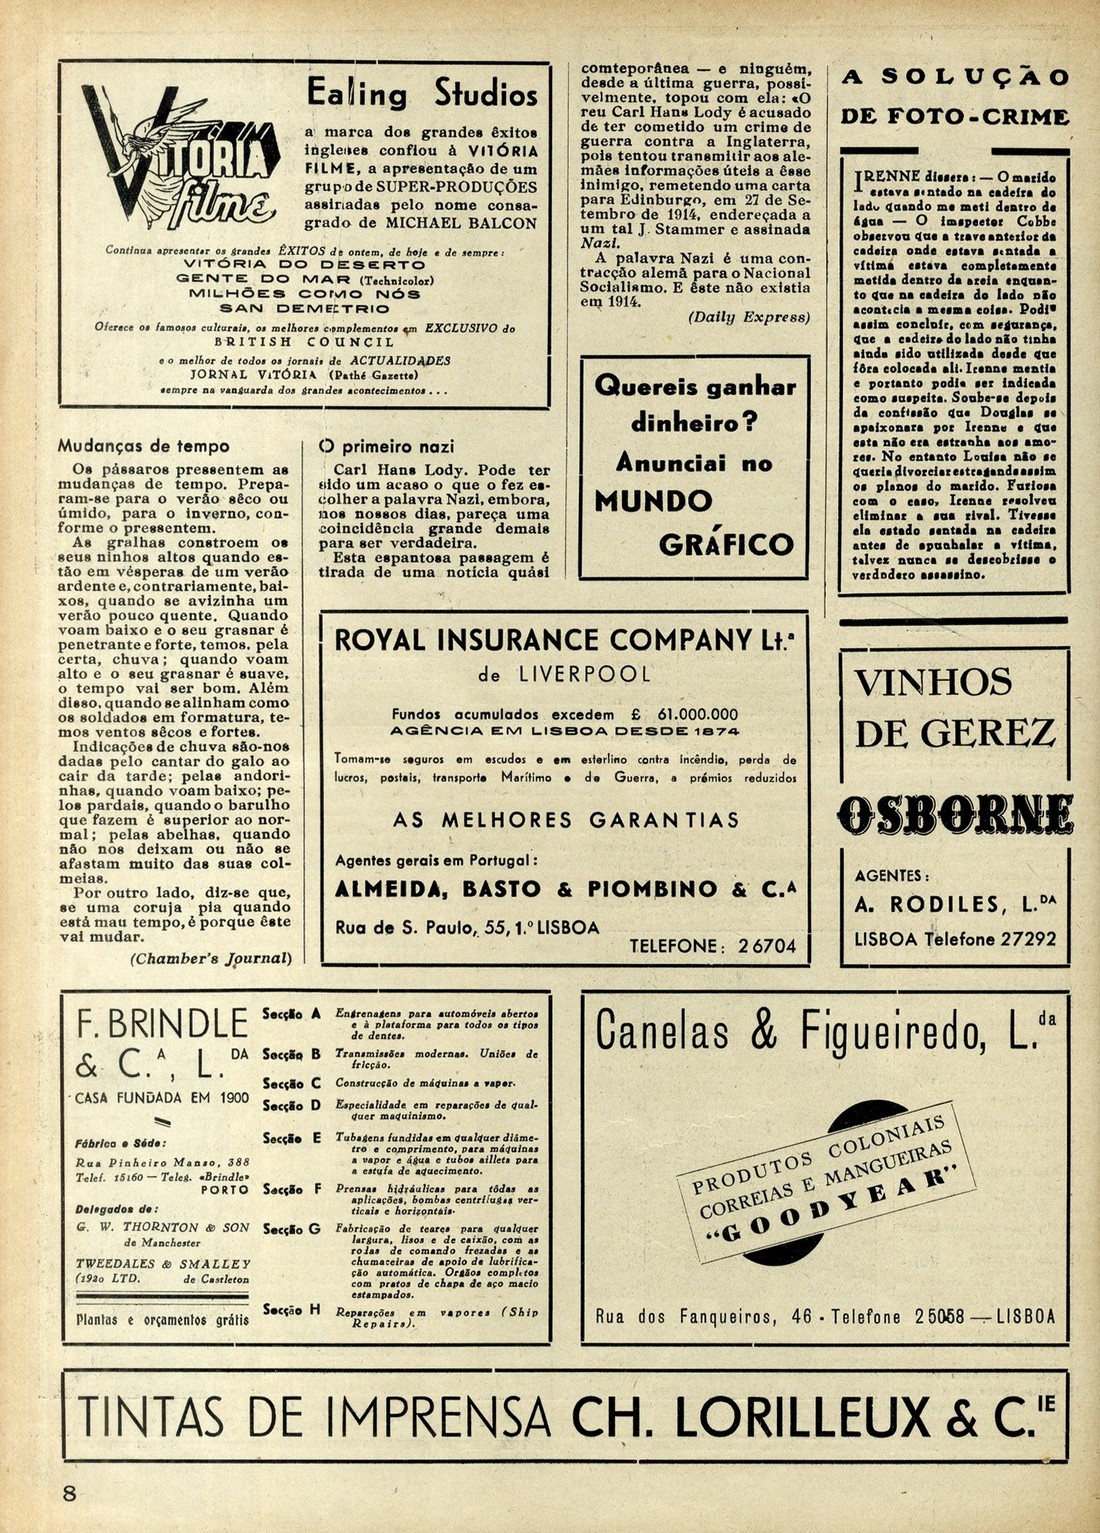 VITÓRIA
filme
Ealing Studios
a marca dos grandes êxitos
ingleses confiou à VITÓRIA
FILME, a apresentação de um
grupo de SUPER-PRODUÇÕES
assinadas pelo nome consa-
grado de MICHAEL BALCON
Continua apresentar os grandes ÊXITOS de ontem, de hoje e de sempre:
VITÓRIA DO DESERTO
GENTE DO MAR (Technicolor)
MILHÕES COMO NÓS
SAN DEMETRIO
Oferece os famosos culturais, os melhores complementos em EXCLUSIVO do
BRITISH COUNCIL
e o melhor de todos os jornais de ACTUALIDADES
JORNAL VITÓRIA (Pathé Gazette)
sempre na vanguarda dos grandes acontecimentos...
Mudanças de tempo
Os pássaros pressentem as
mudanças de tempo. Prepa-
ram-se para o verão sêco ou
úmido, para o inverno, con-
forme o pressentem.
As gralhas constroem os
seus ninhos altos quando es-
tão em vésperas de um verão
ardente e, contrariamente, bai-
xos, quando se avizinha um
verão pouco quente. Quando
voam baixo e o seu grasnar é
penetrante e forte, temos, pela
certa, chuva; quando voam
alto e o seu grasnar é suave,
o tempo vai ser bom. Além
disso, quando se alinham como
os soldados em formatura, te-
mos ventos sêcos e fortes.
Indicações de chuva são-nos
dadas pelo cantar do galo ao
cair da tarde; pelas andori-
nhas, quando voam baixo; pe-
los pardais, quando o barulho
que fazem é superior ao nor-
mal; pelas abelhas, quando
não nos deixam ou não se
afastam muito das suas col-
meias.
Por outro lado, diz-se que,
se uma coruja pia quando
está mau tempo, é porque êste
vai mudar.
(Chamber's Journal)
O primeiro nazi
Carl Hans Lody. Pode ter
sido um acaso o que o fez es-
colher a palavra Nazi, embora,
nos nossos dias, pareça uma
coincidência grande demais
para ser verdadeira.
Esta espantosa passagem é
tirada de uma noticia quási
comteporânea — e ninguém,
desde a última guerra, possi-
velmente, topou com ela: «O
reu Carl Hans Lody é acusado
de ter cometido um crime de
guerra contra a Inglaterra,
pois tentou transmitir aos ale-
mães informações úteis a êsse
inimigo, remetendo uma carta
para Edinburgo, em 27 de Se-
tembro de 1914, endereçada a
um tal J. Stammer e assinada
Nazi.
A palavra Nazi é uma con-
tracção alemã para o Nacional
Socialismo. E êste não existia
em 1914.
(Daily Express)
Quereis ganhar
dinheiro?
Anunciai no
MUNDO
GRÁFICO
A SOLUÇÃO
DE FOTO-CRIME
IRENNE dissera: — O marido
estava sentado na cadeira do
lado quando me meti dentro de
água — O inspector Cobbe
observou que a trave anterior da
cadeira onde estava sentada a
vítima estava completamente
metida dentro da areia enquan-
to que na cadeira do lado não
acontecia a mesma coisa. Podia
assim concluir, com segurança,
que a cadeira do lado não tinha
ainda sido utilizada desde que
fôra colocada ali. Irenne mentia
e portanto podia ser indicada
como suspeita. Soube-se depois
da confissão que Douglas se
apaixonara por Irenne e que
esta não era estranha aos amo-
res. No entanto Louisa não se
queria divorciar estragando assim
os planos do marido. Furiosa
com o caso, Irenne resolveu
eliminar a sua rival. Tivesse
ela estado sentada na cadeira
antes de apunhalar a vítima,
talvez nunca se descobrisse o
verdadero assassino.
ROYAL INSURANCE COMPANY Lt.ª
de LIVERPOOL
Fundos acumulados excedem £ 61.000.000
AGÊNCIA EM LISBOA DESDE 1874
Tomam-se seguros em escudos e em esterlino contra Incêndio, perda de
lucros, postais, transporte Marítimo e de Guerra, a prémios reduzidos
AS MELHORES GARANTIAS
Agentes gerais em Portugal:
ALMEIDA, BASTO & PIOMBINO & C.ᴬ
Rua de S. Paulo, 55, 1.º LISBOA
TELEFONE: 26704
VINHOS
DE GEREZ
OSBORNE
AGENTES:
A. RODILES, L.ᴰᴬ
LISBOA Telefone 27292
F. BRINDLE
& C.ᴬ, L.ᴰᴬ
CASA FUNDADA EM 1900
Fábrica e Séde:
Rua Pinheiro Manso, 388
Telef. 15160 — Teleg. «Brindle»
PORTO
Delegados de:
G. W. THORNTON & SON
de Manchester
TWEEDALES & SMALLEY
(1920 LTD. de Castleton
Plantas e orçamentos grátis
Secção A Engrenagens para automóveis abertos
e à plataforma para todos os tipos
de dentes.
Secção B Transmissões modernas. Uniões de
fricção.
Secção C Construcção de máquinas a vapor.
Secção D Especialidade em reparações de qual-
quer maquinismo.
Secção E Tubagens fundidas em qualquer diâme-
tro e comprimento, para máquinas
a vapor e água e tubos aillets para
a estufa de aquecimento.
Secção F Prensas hidráulicas para tôdas as
aplicações, bombas centrifugas ver-
ticais e horizontais.
Secção G Fabricação de teares para qualquer
largura, lisos e de caixão, com as
rodas de comando frezadas e as
chumaceiras de apoio de lubrifica-
ção automática. Orgãos completos
com pratos de chapa de aço macio
estampados.
Secção H Reparações em vapores (Ship
Repairs).
Canelas & Figueiredo, L.ᵈᵃ
PRODUTOS COLONIAIS
CORREIAS E MANGUEIRAS
"GOODYEAR"
Rua dos Fanqueiros, 46 - Telefone 25058 — LISBOA
TINTAS DE IMPRENSA CH. LORILLEUX & C.ᴵᴱ
8